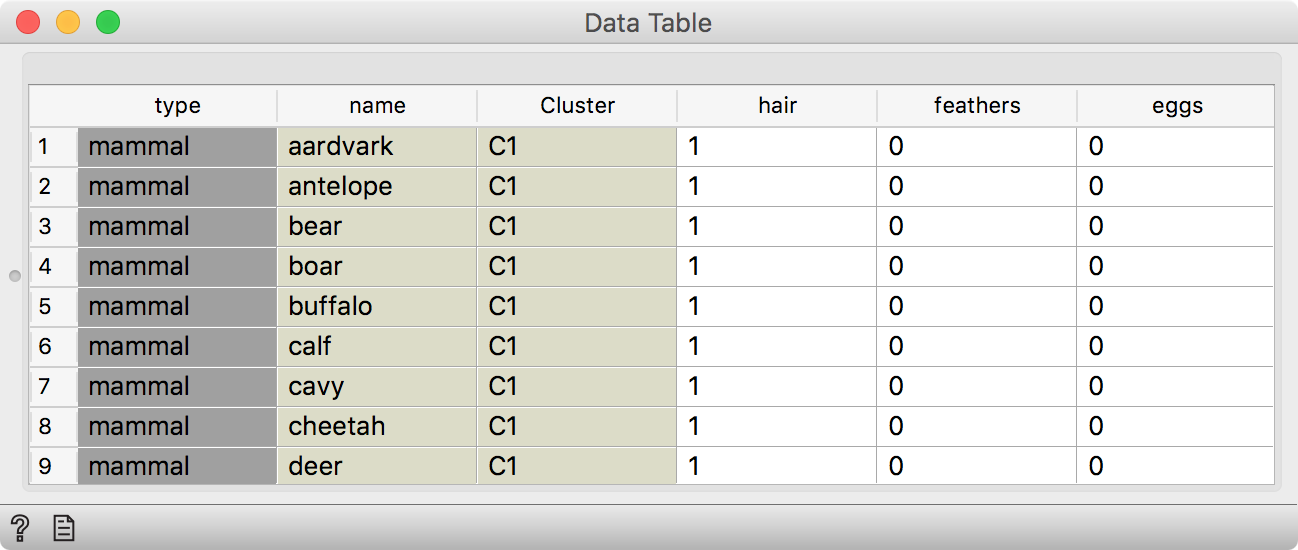 Data Table
type name Cluster hair feathers eggs
1 mammal aardvark C1 1 0 0
2 mammal antelope C1 1 0 0
3 mammal bear C1 1 0 0
4 mammal boar C1 1 0 0
5 mammal buffalo C1 1 0 0
6 mammal calf C1 1 0 0
7 mammal cavy C1 1 0 0
8 mammal cheetah C1 1 0 0
9 mammal deer C1 1 0 0
?